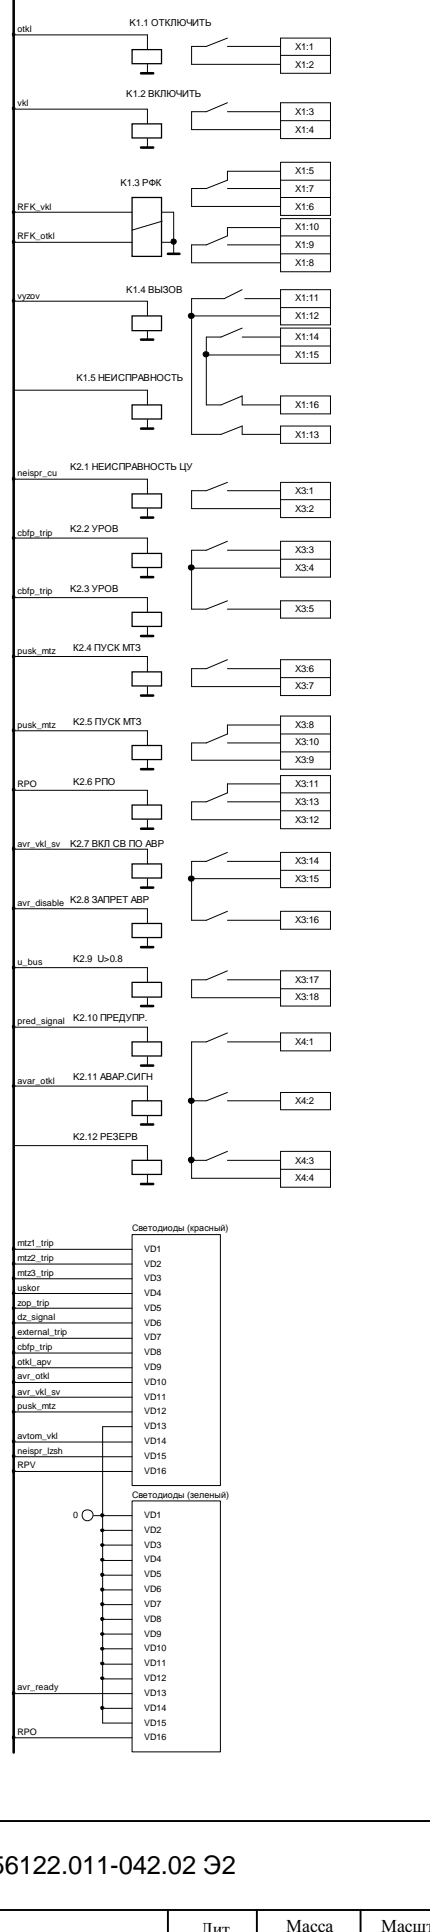 otkl
K1.1 ОТКЛЮЧИТЬ
X1:1
X1:2
vkl
K1.2 ВКЛЮЧИТЬ
X1:3
X1:4
K1.3 РФК
RFK_vkl
RFK_otkl
X1:5
X1:7
X1:6
X1:10
X1:9
X1:8
vyzov
K1.4 ВЫЗОВ
X1:11
X1:12
X1:14
X1:15
K1.5 НЕИСПРАВНОСТЬ
X1:16
X1:13
neispr_cu
K2.1 НЕИСПРАВНОСТЬ ЦУ
X3:1
X3:2
cbfp_trip
K2.2 УРОВ
X3:3
X3:4
cbfp_trip
K2.3 УРОВ
X3:5
pusk_mtz
K2.4 ПУСК МТЗ
X3:6
X3:7
pusk_mtz
K2.5 ПУСК МТЗ
X3:8
X3:10
X3:9
RPO
K2.6 РПО
X3:11
X3:13
X3:12
avr_vkl_sv
K2.7 ВКЛ СВ ПО АВР
X3:14
X3:15
avr_disable
K2.8 ЗАПРЕТ АВР
X3:16
u_bus
K2.9 U>0.8
X3:17
X3:18
pred_signal
K2.10 ПРЕДУПР.
X4:1
avar_otkl
K2.11 АВАР.СИГН
X4:2
K2.12 РЕЗЕРВ
X4:3
X4:4
Светодиоды (красный)
mtz1_trip VD1
mtz2_trip VD2
mtz3_trip VD3
uskor VD4
zop_trip VD5
dz_signal VD6
external_trip VD7
cbfp_trip VD8
otkl_apv VD9
avr_otkl VD10
avr_vkl_sv VD11
pusk_mtz VD12
VD13
avtom_vkl VD14
neispr_lzsh VD15
RPV VD16
Светодиоды (зеленый)
0 VD1
VD2
VD3
VD4
VD5
VD6
VD7
VD8
VD9
VD10
VD11
VD12
avr_ready VD13
VD14
VD15
RPO VD16
56122.011-042.02 Э2
Лит
Масса
Масшт